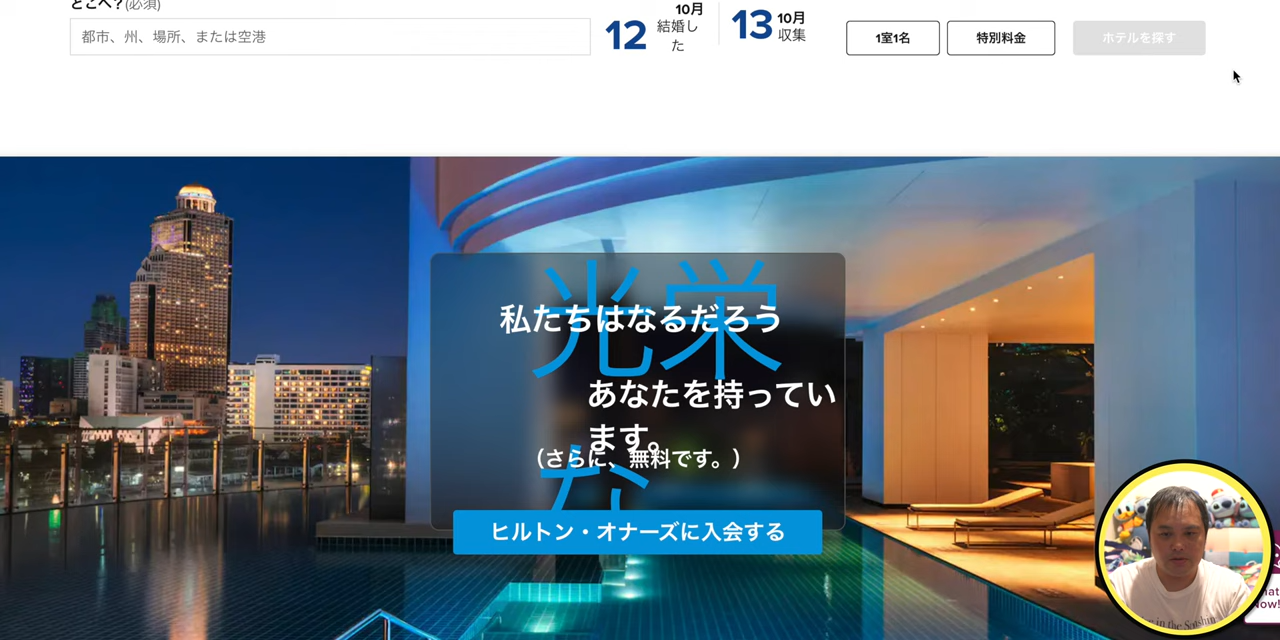 どこへ？(必須)
都市、州、場所、または空港
12
10月
結婚し
た
13
10月
収集
1室1名
特別料金
ホテルを探す
光栄
私たちはなるだろう
あなたを持ってい
ます。
（さらに、無料です。）
な
ヒルトン・オナーズに入会する